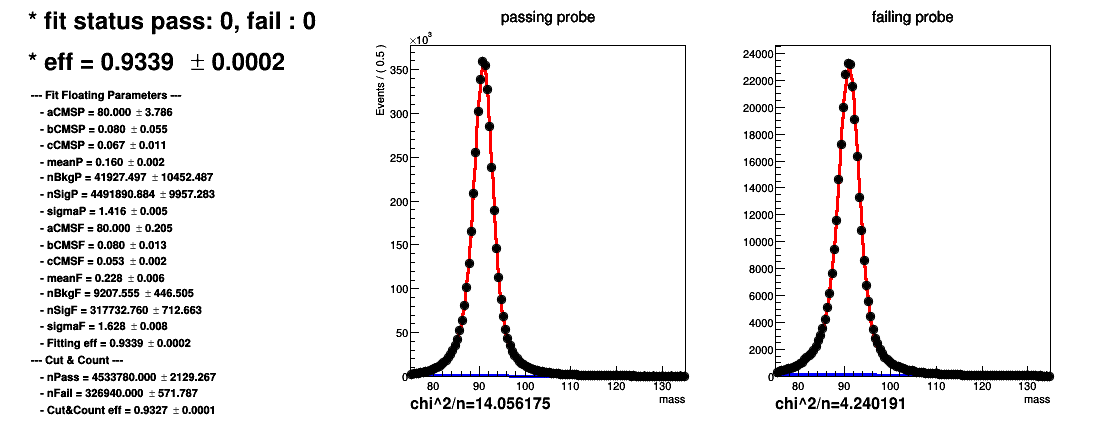 * fit status pass: 0, fail : 0
* eff = 0.9339 ± 0.0002
--- Fit Floating Parameters ---
- aCMSP = 80.000 ± 3.786
- bCMSP = 0.080 ± 0.055
- cCMSP = 0.067 ± 0.011
- meanP = 0.160 ± 0.002
- nBkgP = 41927.497 ± 10452.487
- nSigP = 4491890.884 ± 9957.283
- sigmaP = 1.416 ± 0.005
- aCMSF = 80.000 ± 0.205
- bCMSF = 0.080 ± 0.013
- cCMSF = 0.053 ± 0.002
- meanF = 0.228 ± 0.006
- nBkgF = 9207.555 ± 446.505
- nSigF = 317732.760 ± 712.663
- sigmaF = 1.628 ± 0.008
- Fitting eff = 0.9339 ± 0.0002
--- Cut & Count ---
- nPass = 4533780.000 ± 2129.267
- nFail = 326940.000 ± 571.787
- Cut&Count eff = 0.9327 ± 0.0001
passing probe
×10³
Events / ( 0.5 )
350
300
250
200
150
100
50
0
80 90 100 110 120 130
mass
chi^2/n=14.056175
failing probe
24000
22000
20000
18000
16000
14000
12000
10000
8000
6000
4000
2000
0
80 90 100 110 120 130
mass
chi^2/n=4.240191